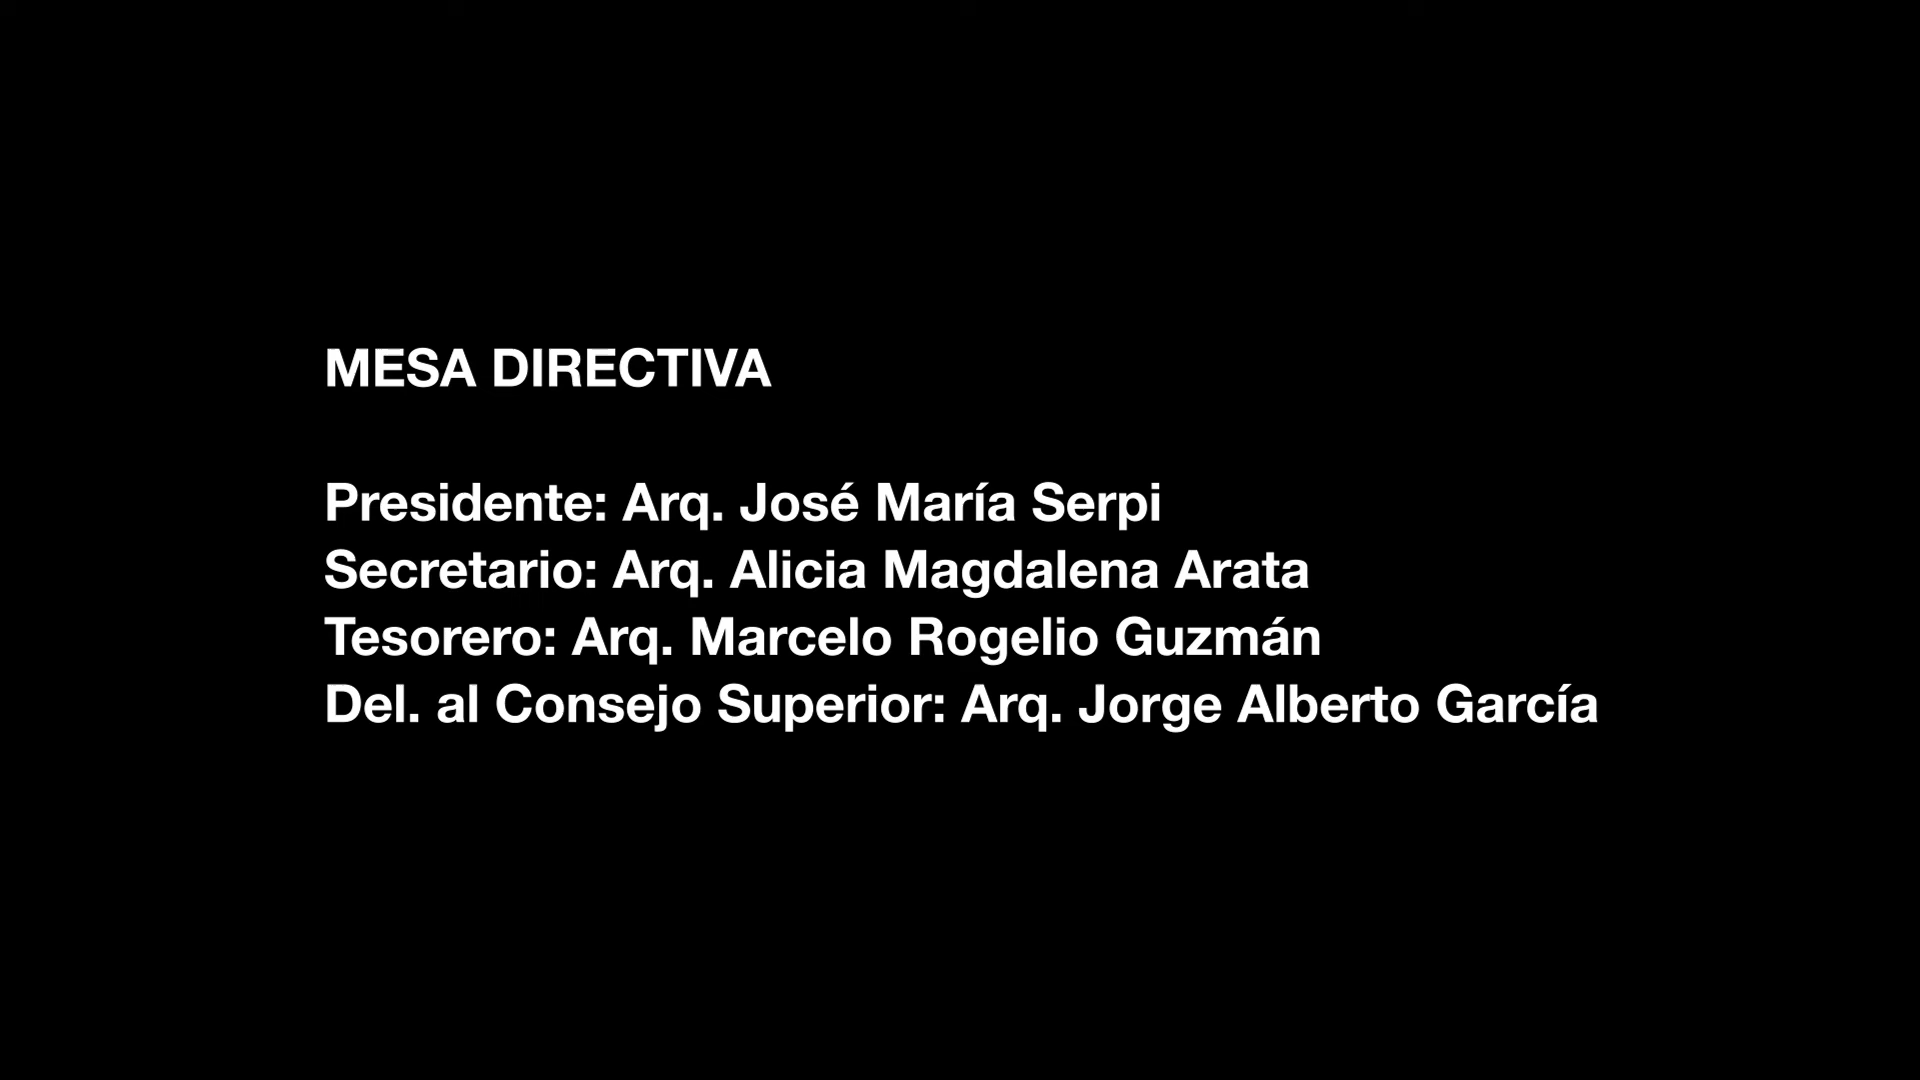 MESA DIRECTIVA
Presidente: Arq. José María Serpi
Secretario: Arq. Alicia Magdalena Arata
Tesorero: Arq. Marcelo Rogelio Guzmán
Del. al Consejo Superior: Arq. Jorge Alberto García